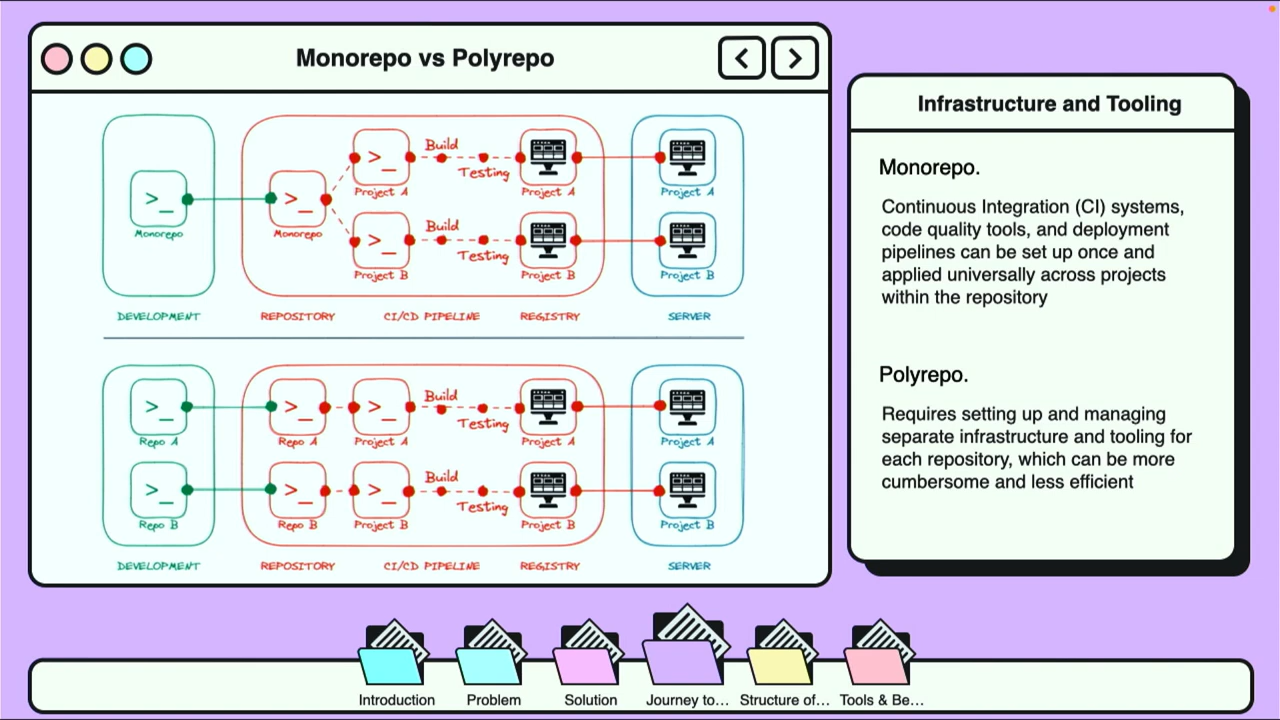 Monorepo vs Polyrepo
>_
Monorepo
>_
Monorepo
>_
Project A
Build
Testing
Project A
Project A
>_
Project B
Build
Testing
Project B
Project B
DEVELOPMENT
REPOSITORY
CI/CD PIPELINE
REGISTRY
SERVER
>_
Repo A
>_
Repo A
>_
Project A
Build
Testing
Project A
Project A
>_
Repo B
>_
Repo B
>_
Project B
Build
Testing
Project B
Project B
DEVELOPMENT
REPOSITORY
CI/CD PIPELINE
REGISTRY
SERVER
Infrastructure and Tooling
Monorepo.
Continuous Integration (CI) systems,
code quality tools, and deployment
pipelines can be set up once and
applied universally across projects
within the repository
Polyrepo.
Requires setting up and managing
separate infrastructure and tooling for
each repository, which can be more
cumbersome and less efficient
Introduction
Problem
Solution
Journey to...
Structure of...
Tools & Be...